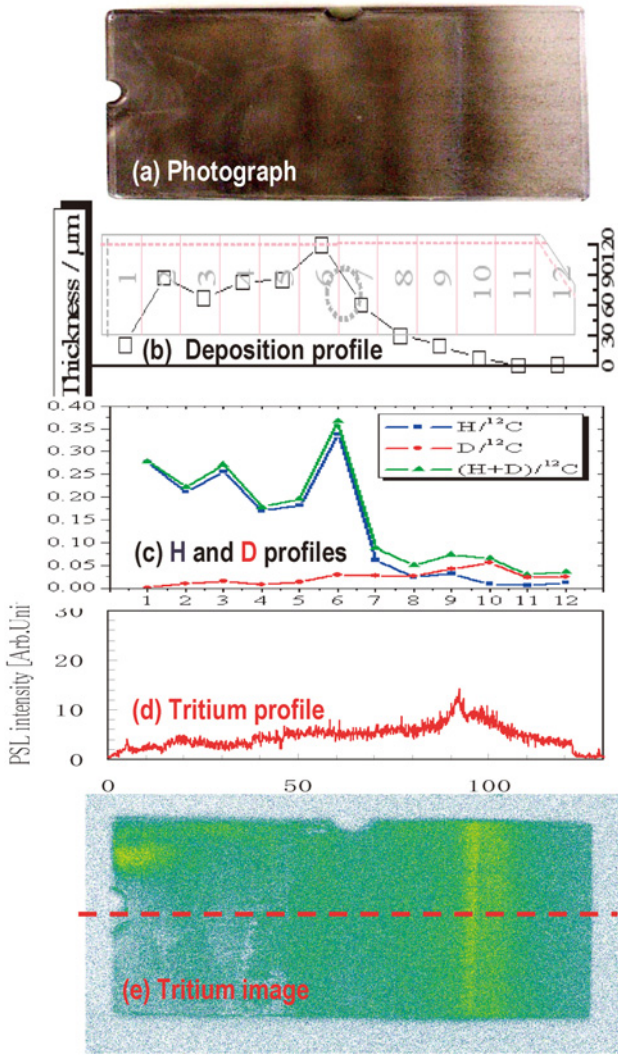 (a) Photograph
Thickness / μm
1 2 3 4 5 6 7 8 9 10 11 12
120
90
60
30
0
(b) Deposition profile
0.40
0.35
0.30
0.25
0.20
0.15
0.10
0.05
0.00
H/¹²C
D/¹²C
(H+D)/¹²C
(c) H and D profiles
1 2 3 4 5 6 7 8 9 10 11 12
PSL intensity [Arb.Uni
30
20
10
0
(d) Tritium profile
0 50 100
(e) Tritium image